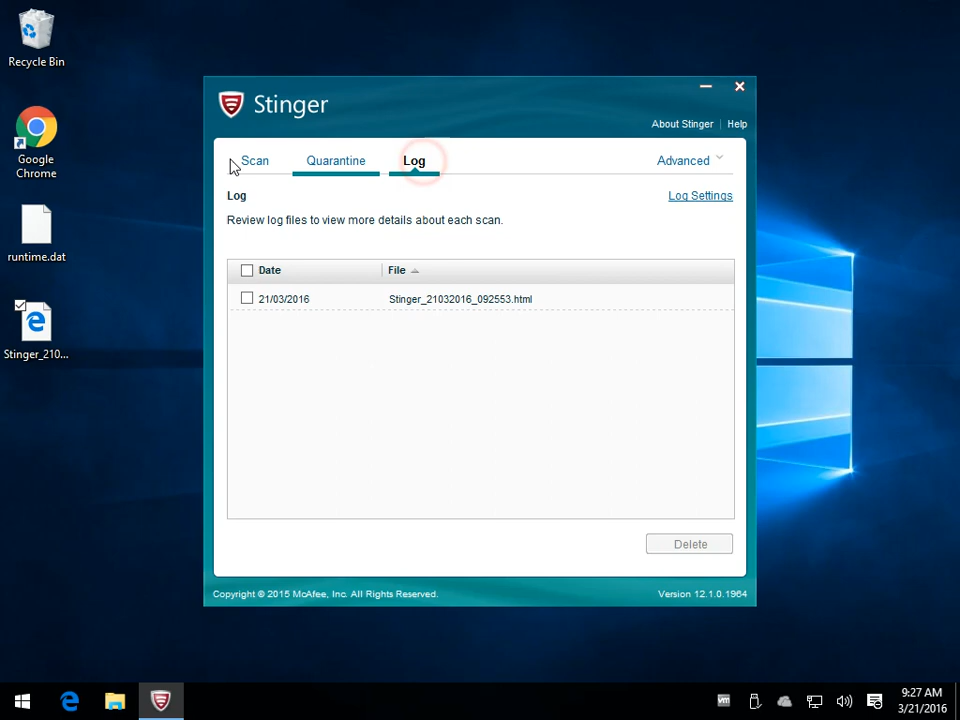 Recycle Bin
Google
Chrome
runtime.dat
Stinger_210...
Stinger
About Stinger | Help
Scan Quarantine Log Advanced
Log Log Settings
Review log files to view more details about each scan.
Date File
21/03/2016 Stinger_21032016_092553.html
Delete
Copyright © 2015 McAfee, Inc. All Rights Reserved. Version 12.1.0.1964
vm
9:27 AM
3/21/2016